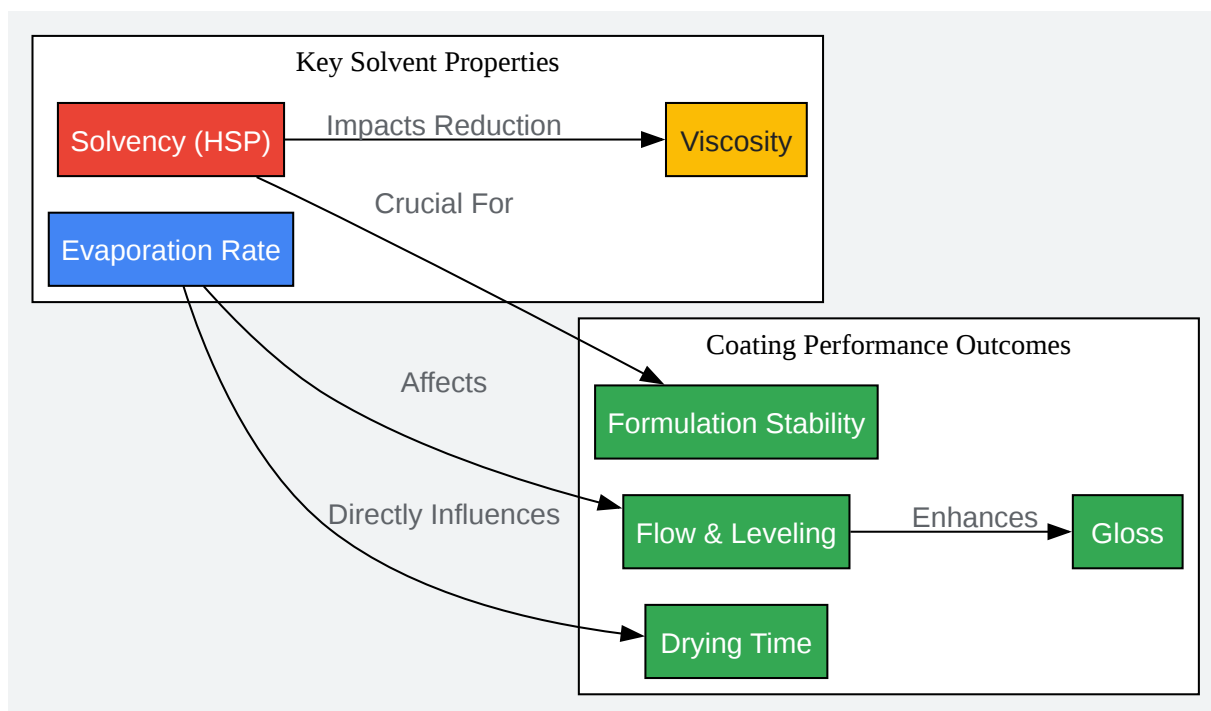 Key Solvent Properties
Solvency (HSP)
Impacts Reduction
Viscosity
Crucial For
Evaporation Rate
Coating Performance Outcomes
Affects
Formulation Stability
Directly Influences
Flow & Leveling
Enhances
Gloss
Drying Time